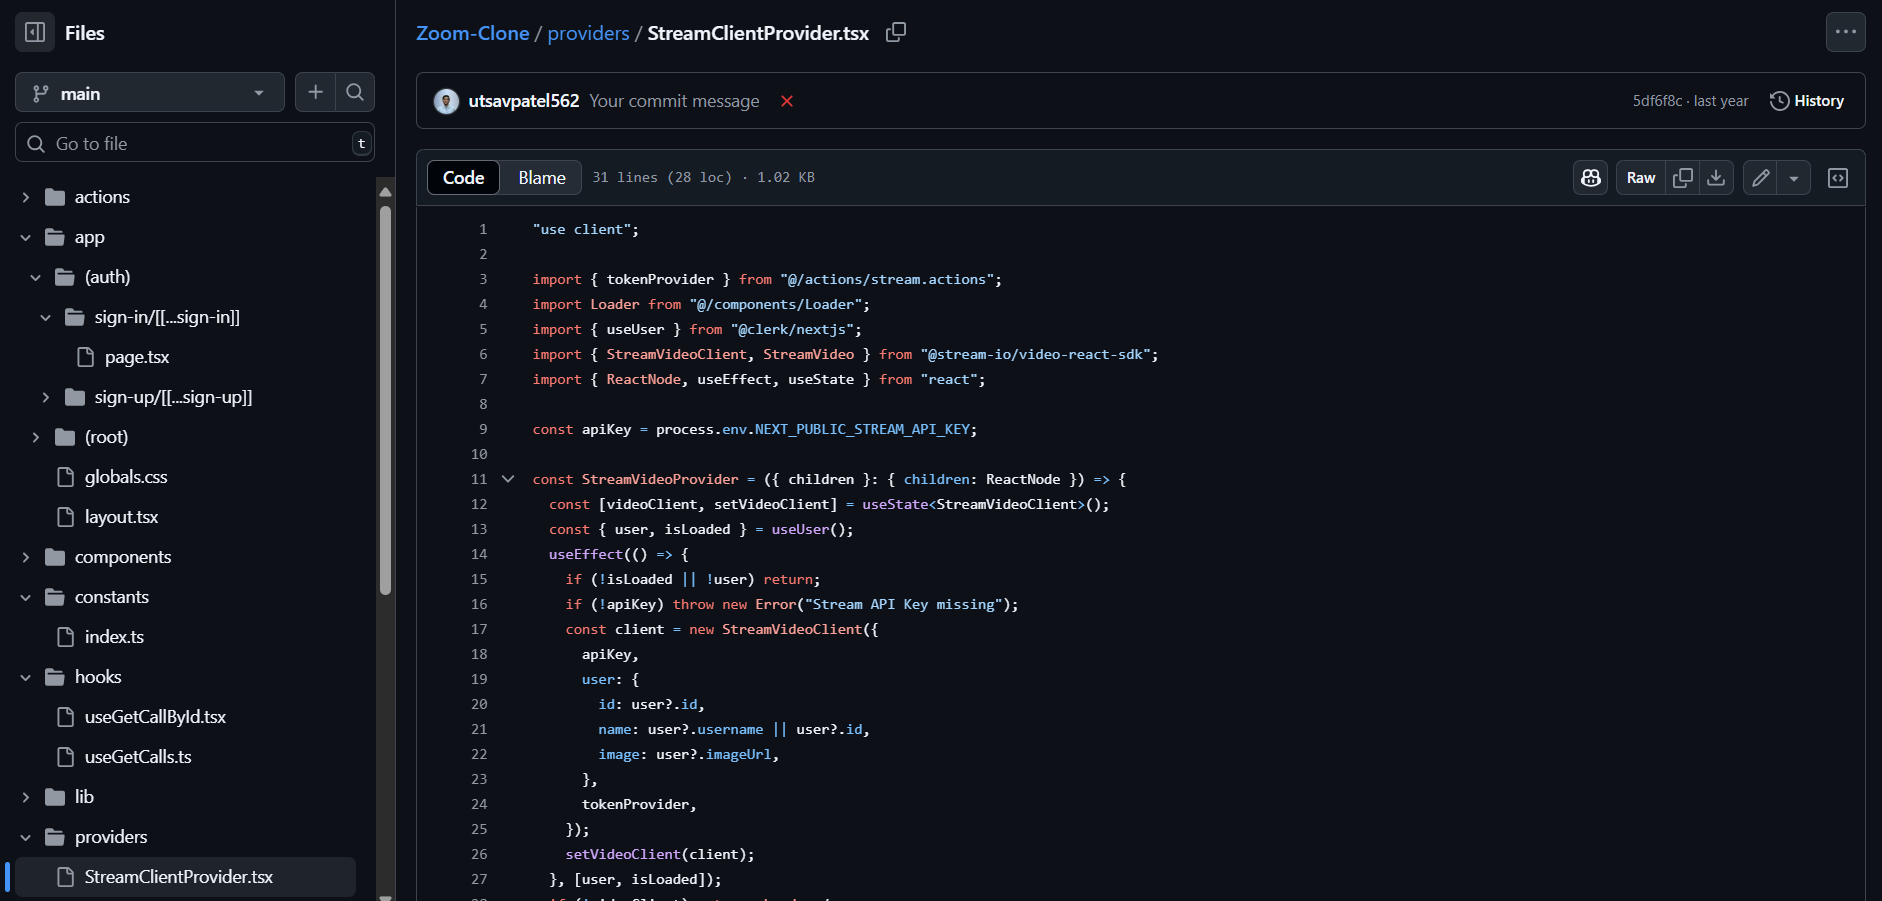 Files
main
Go to file
t
actions
app
(auth)
sign-in/[[...sign-in]]
page.tsx
sign-up/[[...sign-up]]
(root)
globals.css
layout.tsx
components
constants
index.ts
hooks
useGetCallById.tsx
useGetCalls.ts
lib
providers
StreamClientProvider.tsx
Zoom-Clone / providers / StreamClientProvider.tsx
utsavpatel562 Your commit message
5df6f8c · last year
History
Code Blame 31 lines (28 loc) · 1.02 KB
Raw
1 "use client";
2
3 import { tokenProvider } from "@/actions/stream.actions";
4 import Loader from "@/components/Loader";
5 import { useUser } from "@clerk/nextjs";
6 import { StreamVideoClient, StreamVideo } from "@stream-io/video-react-sdk";
7 import { ReactNode, useEffect, useState } from "react";
8
9 const apiKey = process.env.NEXT_PUBLIC_STREAM_API_KEY;
10
11 const StreamVideoProvider = ({ children }: { children: ReactNode }) => {
12 const [videoClient, setVideoClient] = useState<StreamVideoClient>();
13 const { user, isLoaded } = useUser();
14 useEffect(() => {
15 if (!isLoaded || !user) return;
16 if (!apiKey) throw new Error("Stream API Key missing");
17 const client = new StreamVideoClient({
18 apiKey,
19 user: {
20 id: user?.id,
21 name: user?.username || user?.id,
22 image: user?.imageUrl,
23 },
24 tokenProvider,
25 });
26 setVideoClient(client);
27 }, [user, isLoaded]);